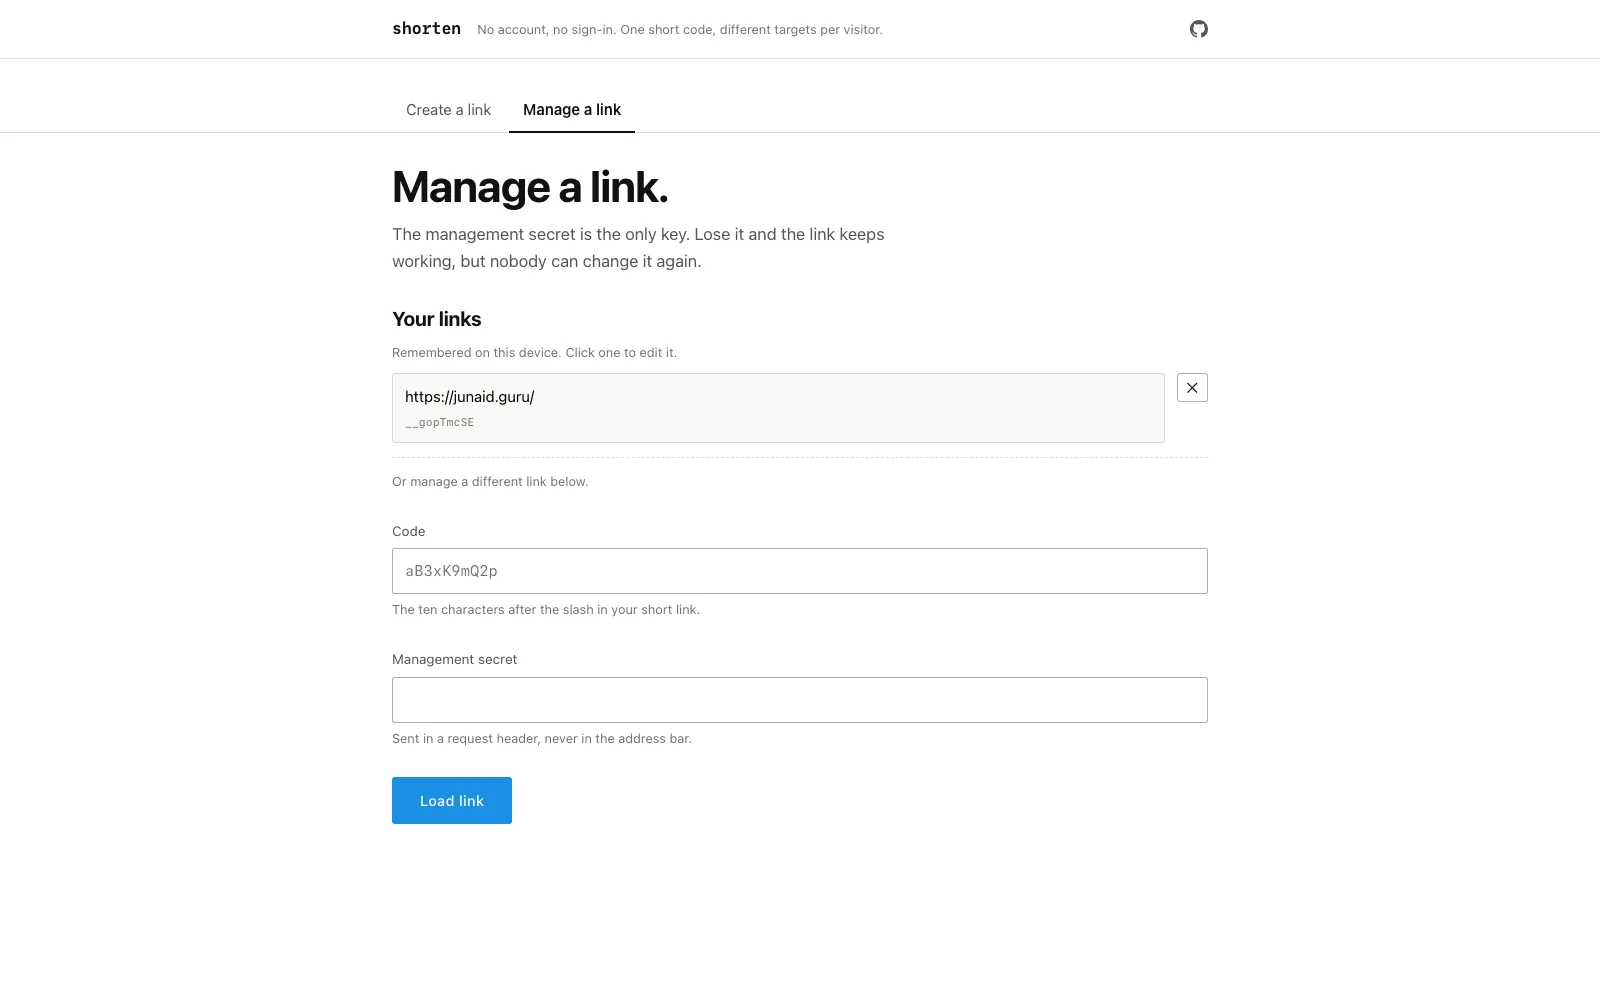 shorten
No account, no sign-in. One short code, different targets per visitor.
Create a link
Manage a link
Manage a link.
The management secret is the only key. Lose it and the link keeps
working, but nobody can change it again.
Your links
Remembered on this device. Click one to edit it.
https://junaid.guru/
__gopTmcSE
Or manage a different link below.
Code
aB3xK9mQ2p
The ten characters after the slash in your short link.
Management secret
Sent in a request header, never in the address bar.
Load link